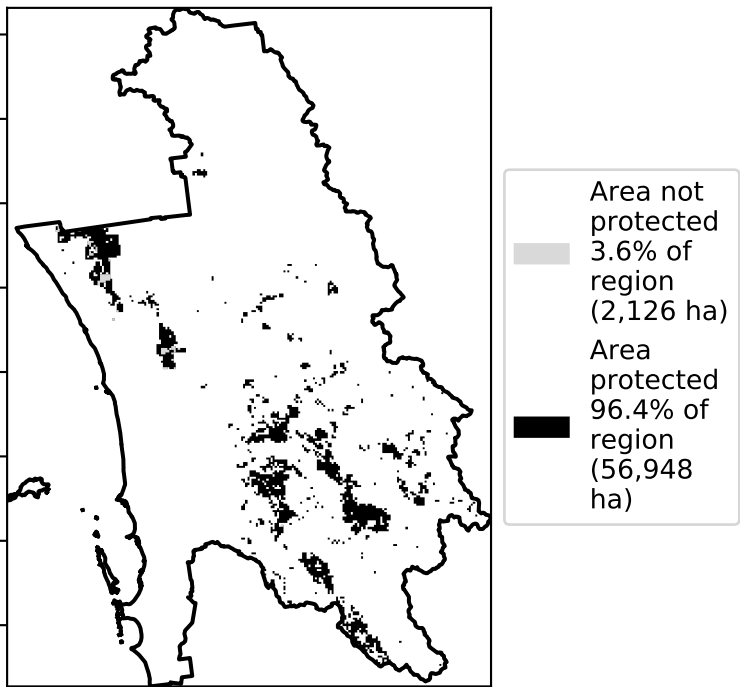 Area not
protected
3.6% of
region
(2,126 ha)
Area
protected
96.4% of
region
(56,948
ha)